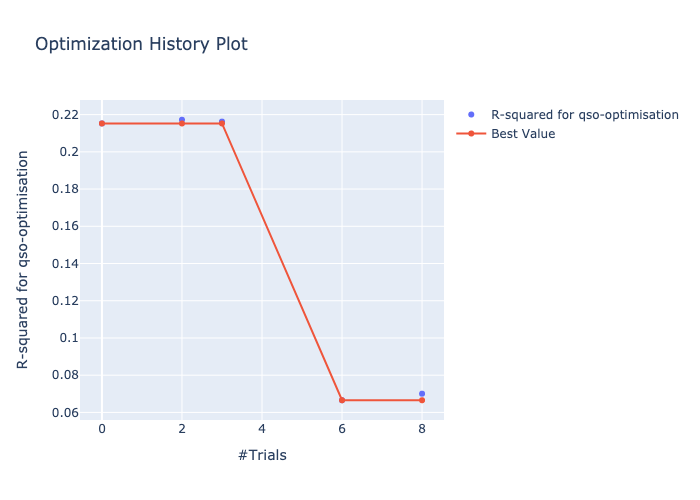 Optimization History Plot
R-squared for qso-optimisation
Best Value
0.22
0.2
0.18
0.16
0.14
0.12
0.1
0.08
0.06
R-squared for qso-optimisation
0
2
4
6
8
#Trials